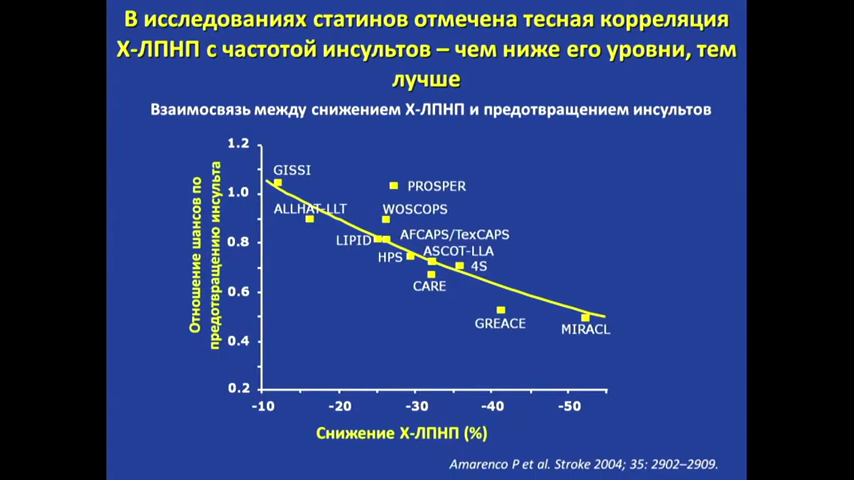 В исследованиях статинов отмечена тесная корреляция
Х-ЛПНП с частотой инсультов – чем ниже его уровни, тем
лучше
Взаимосвязь между снижением Х-ЛПНП и предотвращением инсультов
Отношение шансов по
предотвращению инсульта
1.2
1.0
0.8
0.6
0.4
0.2
GISSI
PROSPER
ALLHAT-LLT
WOSCOPS
LIPID
AFCAPS/TexCAPS
HPS
ASCOT-LLA
4S
CARE
GREACE
MIRACL
-10 -20 -30 -40 -50
Снижение Х-ЛПНП (%)
Amarenco P et al. Stroke 2004; 35: 2902–2909.